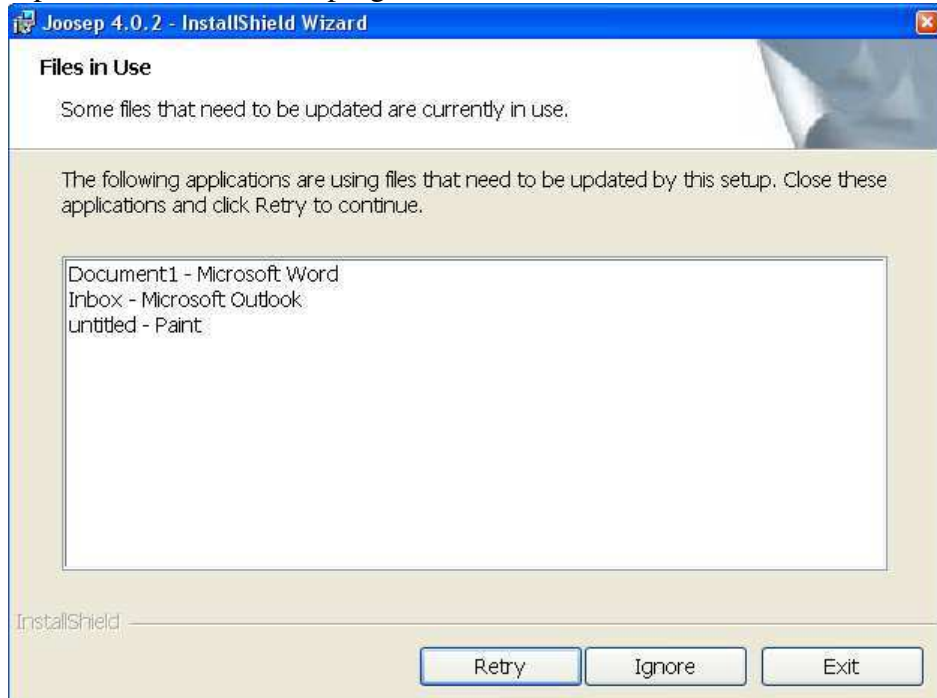 Joosep 4.0.2 - InstallShield Wizard
Files in Use
Some files that need to be updated are currently in use.
The following applications are using files that need to be updated by this setup. Close these
applications and click Retry to continue.
Document1 - Microsoft Word
Inbox - Microsoft Outlook
untitled - Paint
InstallShield
Retry Ignore Exit